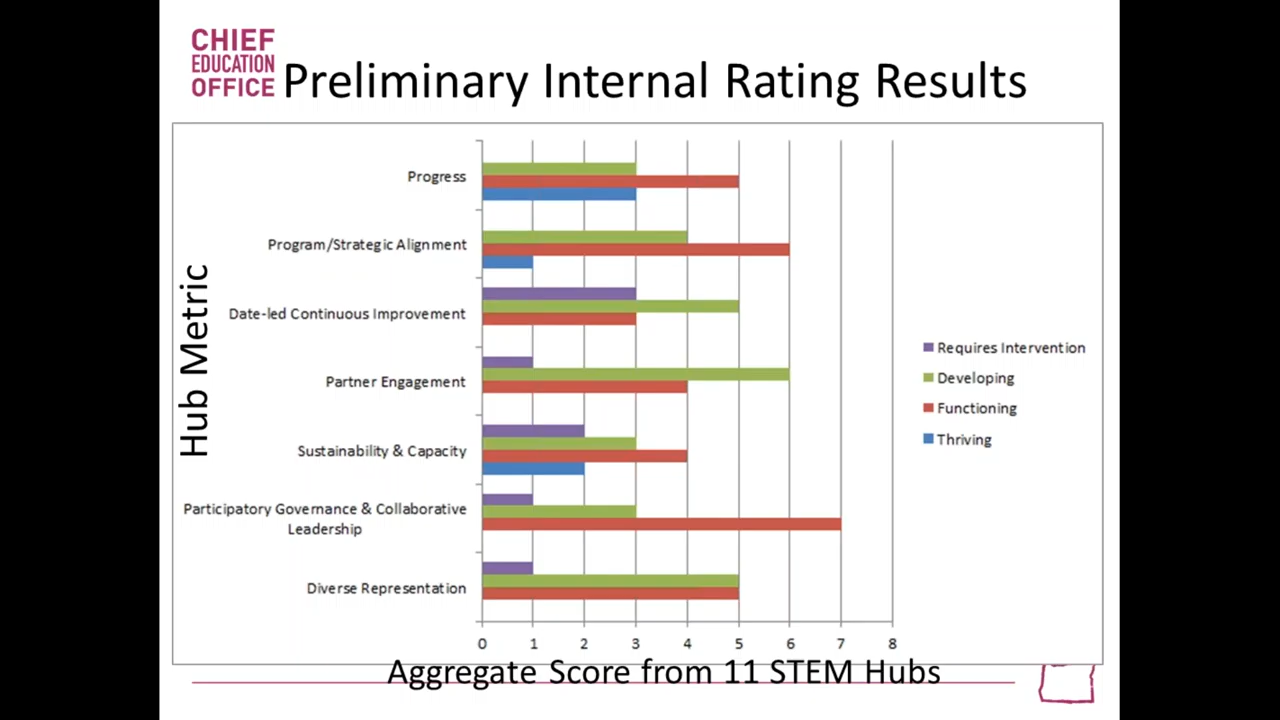 CHIEF
EDUCATION
OFFICE
Preliminary Internal Rating Results
Hub Metric
Progress
Program/Strategic Alignment
Date-led Continuous Improvement
Partner Engagement
Sustainability & Capacity
Participatory Governance & Collaborative
Leadership
Diverse Representation
0 1 2 3 4 5 6 7 8
Requires Intervention
Developing
Functioning
Thriving
Aggregate Score from 11 STEM Hubs